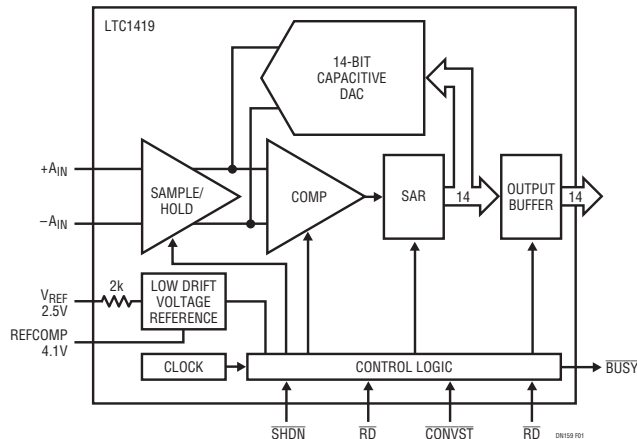 LTC1419
14-BIT
CAPACITIVE
DAC
+AIN
−AIN
SAMPLE/
HOLD
COMP
SAR
14
OUTPUT
BUFFER
14
VREF
2.5V
2k
LOW DRIFT
VOLTAGE
REFERENCE
REFCOMP
4.1V
CLOCK
CONTROL LOGIC
BUSY
SHDN
RD
CONVST
RD
DN159 F01